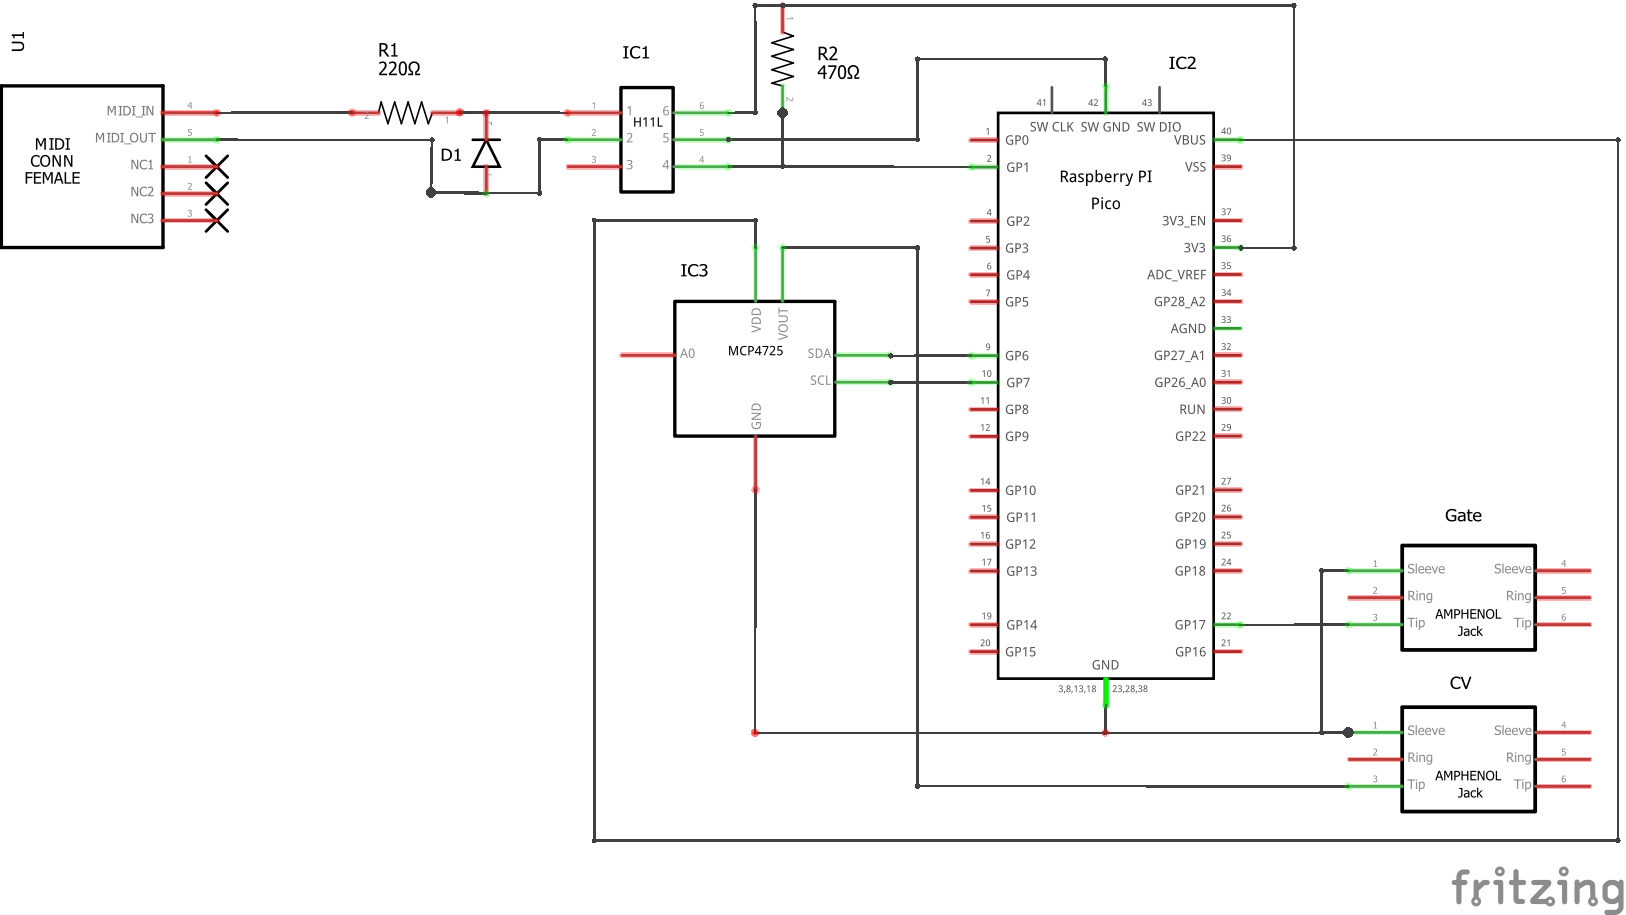 U1
MIDI
CONN
FEMALE
MIDI_IN
4
MIDI_OUT
5
NC1
1
NC2
2
NC3
3
R1
220Ω
2
1
D1
2
1
IC1
H11L
1
1
2
2
3
3
6
6
5
5
4
4
1
R2
470Ω
2
IC2
41
42
43
SW CLK
SW GND
SW DIO
Raspberry PI
Pico
1
GP0
2
GP1
4
GP2
5
GP3
6
GP4
7
GP5
9
GP6
10
GP7
11
GP8
12
GP9
14
GP10
15
GP11
16
GP12
17
GP13
19
GP14
20
GP15
VBUS
40
VSS
39
3V3_EN
37
3V3
36
ADC_VREF
35
GP28_A2
34
AGND
33
GP27_A1
32
GP26_A0
31
RUN
30
GP22
29
GP21
27
GP20
26
GP19
25
GP18
24
GP17
22
GP16
21
GND
3,8,13,18
23,28,38
IC3
VDD
VOUT
MCP4725
A0
SDA
SCL
GND
Gate
1
Sleeve
Sleeve
4
2
Ring
Ring
5
AMPHENOL
3
Tip
Tip
6
Jack
CV
1
Sleeve
Sleeve
4
2
Ring
Ring
5
AMPHENOL
3
Tip
Tip
6
Jack
fritzing